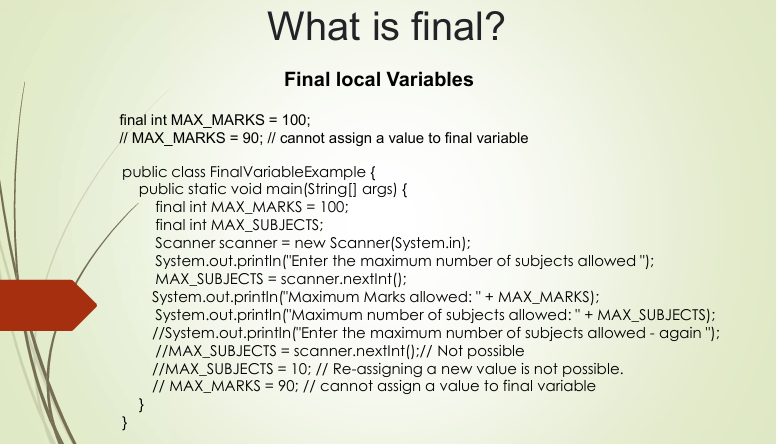 What is final?
Final local Variables
final int MAX_MARKS = 100;
// MAX_MARKS = 90; // cannot assign a value to final variable
public class FinalVariableExample {
public static void main(String[] args) {
final int MAX_MARKS = 100;
final int MAX_SUBJECTS;
Scanner scanner = new Scanner(System.in);
System.out.println("Enter the maximum number of subjects allowed ");
MAX_SUBJECTS = scanner.nextInt();
System.out.println("Maximum Marks allowed: " + MAX_MARKS);
System.out.println("Maximum number of subjects allowed: " + MAX_SUBJECTS);
//System.out.println("Enter the maximum number of subjects allowed - again ");
//MAX_SUBJECTS = scanner.nextInt();// Not possible
//MAX_SUBJECTS = 10; // Re-assigning a new value is not possible.
// MAX_MARKS = 90; // cannot assign a value to final variable
}
}